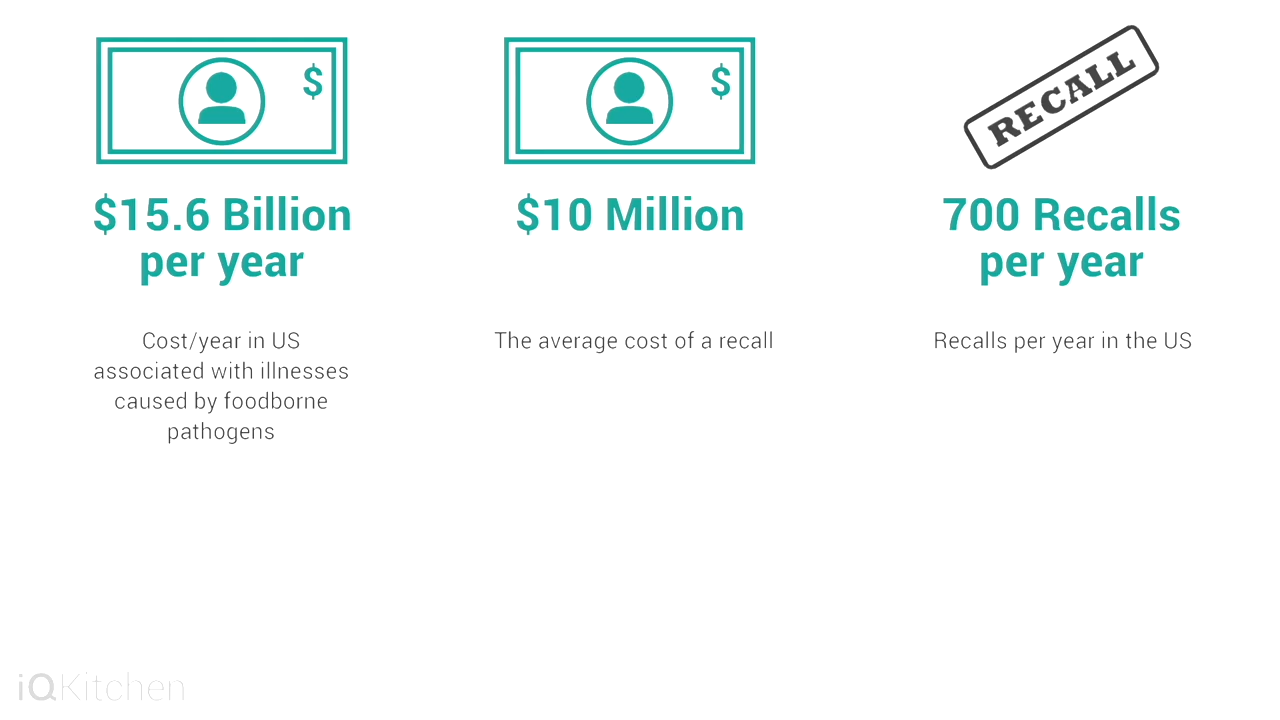 $
$
RECALL
$15.6 Billion
per year
Cost/year in US
associated with illnesses
caused by foodborne
pathogens
$10 Million
The average cost of a recall
700 Recalls
per year
Recalls per year in the US
iQKitchen